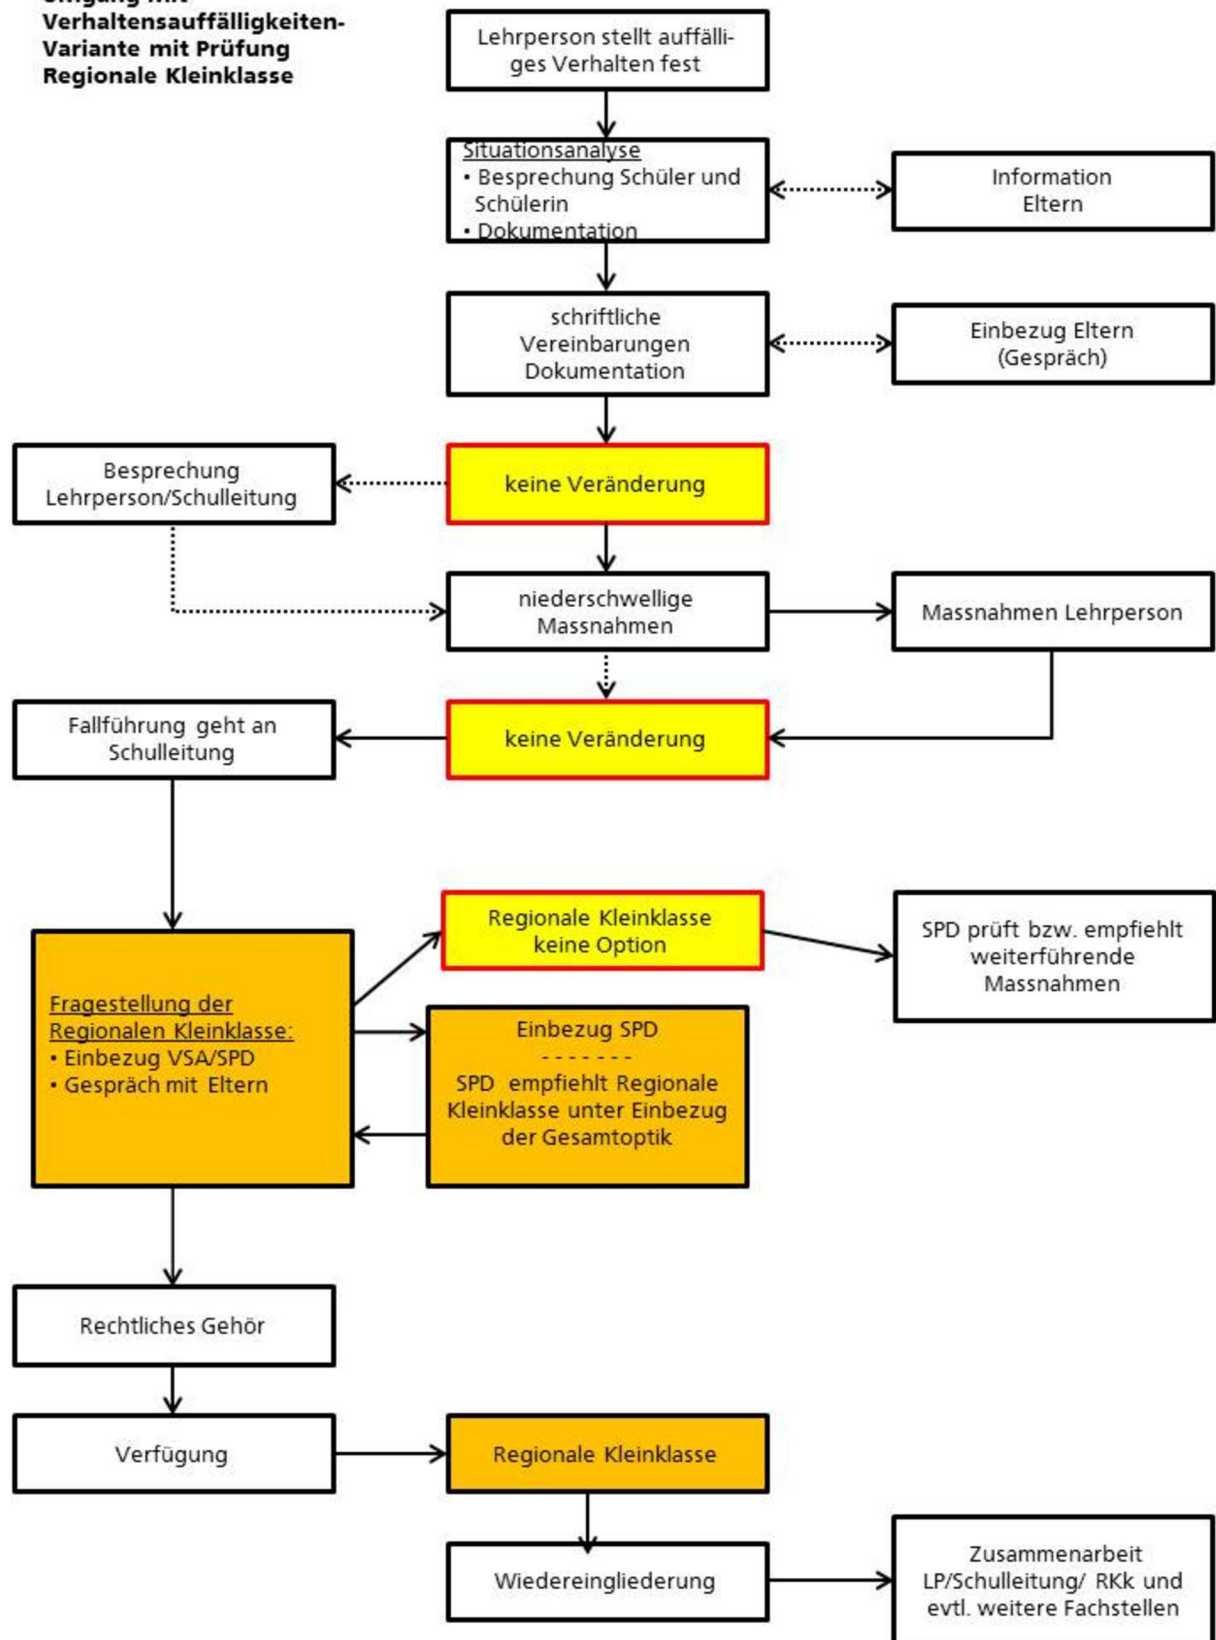 Umgang mit
Verhaltensauffälligkeiten-
Variante mit Prüfung
Regionale Kleinklasse
Lehrperson stellt auffälli-
ges Verhalten fest
Situationsanalyse
• Besprechung Schüler und
Schülerin
• Dokumentation
Information
Eltern
schriftliche
Vereinbarungen
Dokumentation
Einbezug Eltern
(Gespräch)
Besprechung
Lehrperson/Schulleitung
keine Veränderung
niederschwellige
Massnahmen
Massnahmen Lehrperson
Fallführung geht an
Schulleitung
keine Veränderung
Regionale Kleinklasse
keine Option
SPD prüft bzw. empfiehlt
weiterführende
Massnahmen
Fragestellung der
Regionalen Kleinklasse:
• Einbezug VSA/SPD
• Gespräch mit Eltern
Einbezug SPD
- - - - - - -
SPD empfiehlt Regionale
Kleinklasse unter Einbezug
der Gesamtoptik
Rechtliches Gehör
Verfügung
Regionale Kleinklasse
Wiedereingliederung
Zusammenarbeit
LP/Schulleitung/ RKk und
evtl. weitere Fachstellen